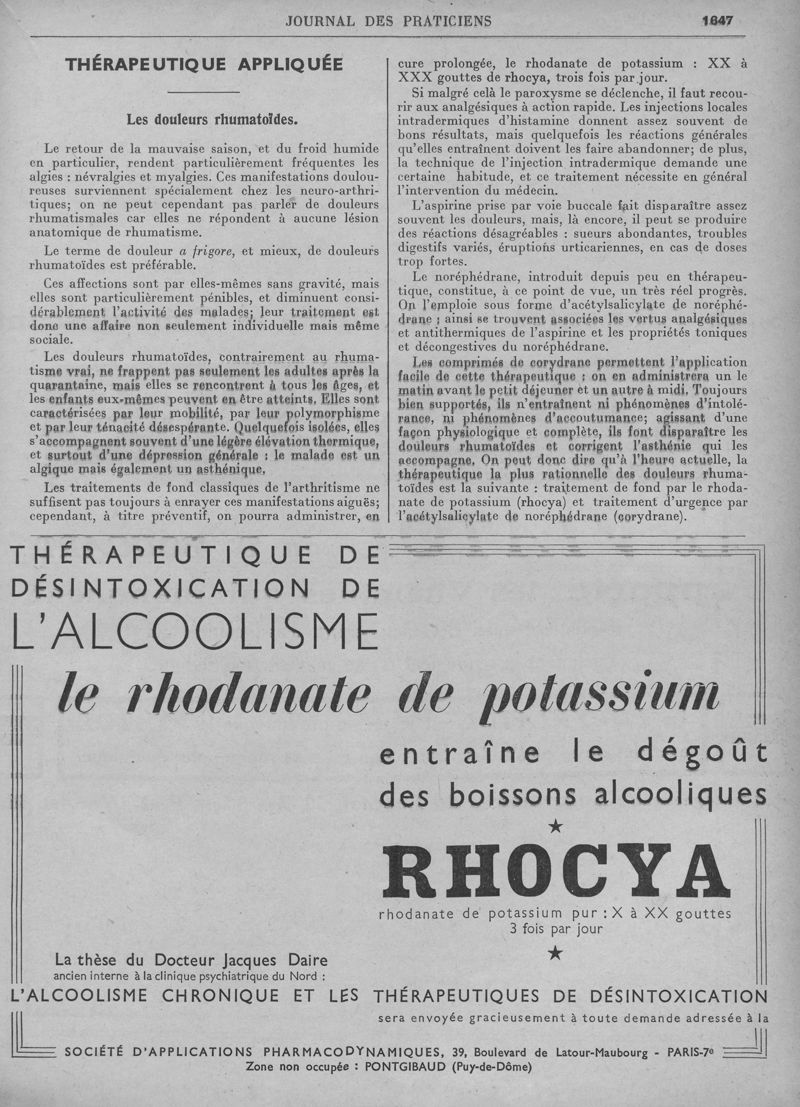 JOURNAL DES PRATICIENS 1647
THÉRAPEUTIQUE APPLIQUÉE
Les douleurs rhumatoïdes.
Le retour de la mauvaise saison, et du froid humide
en particulier, rendent particulièrement fréquentes les
algies : névralgies et myalgies. Ces manifestations doulou-
reuses surviennent spécialement chez les neuro-arthri-
tiques; on ne peut cependant pas parler de douleurs
rhumatismales car elles ne répondent à aucune lésion
anatomique de rhumatisme.
Le terme de douleur a frigore, et mieux, de douleurs
rhumatoïdes est préférable.
Ces affections sont par elles-mêmes sans gravité, mais
elles sont particulièrement pénibles, et diminuent consi-
dérablement l'activité des malades; leur traitement est
donc une affaire non seulement individuelle mais même
sociale.
Les douleurs rhumatoïdes, contrairement au rhuma-
tisme vrai, ne frappent pas seulement les adultes après la
quarantaine, mais elles se rencontrent à tous les âges, et
les enfants eux-mêmes peuvent en être atteints. Elles sont
caractérisées par leur mobilité, par leur polymorphisme
et par leur ténacité désespérante. Quelquefois isolées, elles
s'accompagnent souvent d'une légère élévation thermique,
et surtout d'une dépression générale : le malade est un
algique mais également un asthénique.
Les traitements de fond classiques de l'arthritisme ne
suffisent pas toujours à enrayer ces manifestations aiguës;
cependant, à titre préventif, on pourra administrer, en
cure prolongée, le rhodanate de potassium : XX à
XXX gouttes de rhocya, trois fois par jour.
Si malgré celà le paroxysme se déclenche, il faut recou-
rir aux analgésiques à action rapide. Les injections locales
intradermiques d'histamine donnent assez souvent de
bons résultats, mais quelquefois les réactions générales
qu'elles entraînent doivent les faire abandonner; de plus,
la technique de l'injection intradermique demande une
certaine habitude, et ce traitement nécessite en général
l'intervention du médecin.
L'aspirine prise par voie buccale fait disparaître assez
souvent les douleurs, mais, là encore, il peut se produire
des réactions désagréables : sueurs abondantes, troubles
digestifs variés, éruptions urticariennes, en cas de doses
trop fortes.
Le noréphédrane, introduit depuis peu en thérapeu-
tique, constitue, à ce point de vue, un très réel progrès.
On l'emploie sous forme d'acétylsalicylate de noréphé-
drane ; ainsi se trouvent associées les vertus analgésiques
et antithermiques de l'aspirine et les propriétés toniques
et décongestives du noréphédrane.
Les comprimés de corydrane permettent l'application
facile de cette thérapeutique : on en administrera un le
matin avant le petit déjeuner et un autre à midi. Toujours
bien supportés, ils n'entraînent ni phénomènes d'intolé-
rance, ni phénomènes d'accoutumance; agissant d'une
façon physiologique et complète, ils font disparaître les
douleurs rhumatoïdes et corrigent l'asthénie qui les
accompagne. On peut donc dire qu'à l'heure actuelle, la
thérapeutique la plus rationnelle des douleurs rhuma-
toïdes est la suivante : traitement de fond par le rhoda-
nate de potassium (rhocya) et traitement d'urgence par
l'acétylsalicylate de noréphédrane (corydrane).
THÉRAPEUTIQUE DE
DÉSINTOXICATION DE
L'ALCOOLISME
le rhodanate de potassium
entraîne le dégoût
des boissons alcooliques
★
RHOCYA
rhodanate de potassium pur : X à XX gouttes
3 fois par jour
★
La thèse du Docteur Jacques Daire
ancien interne à la clinique psychiatrique du Nord :
L'ALCOOLISME CHRONIQUE ET LES THÉRAPEUTIQUES DE DÉSINTOXICATION
sera envoyée gracieusement à toute demande adressée à la
SOCIÉTÉ D'APPLICATIONS PHARMACODYNAMIQUES, 39, Boulevard de Latour-Maubourg - PARIS-7e
Zone non occupée : PONTGIBAUD (Puy-de-Dôme)